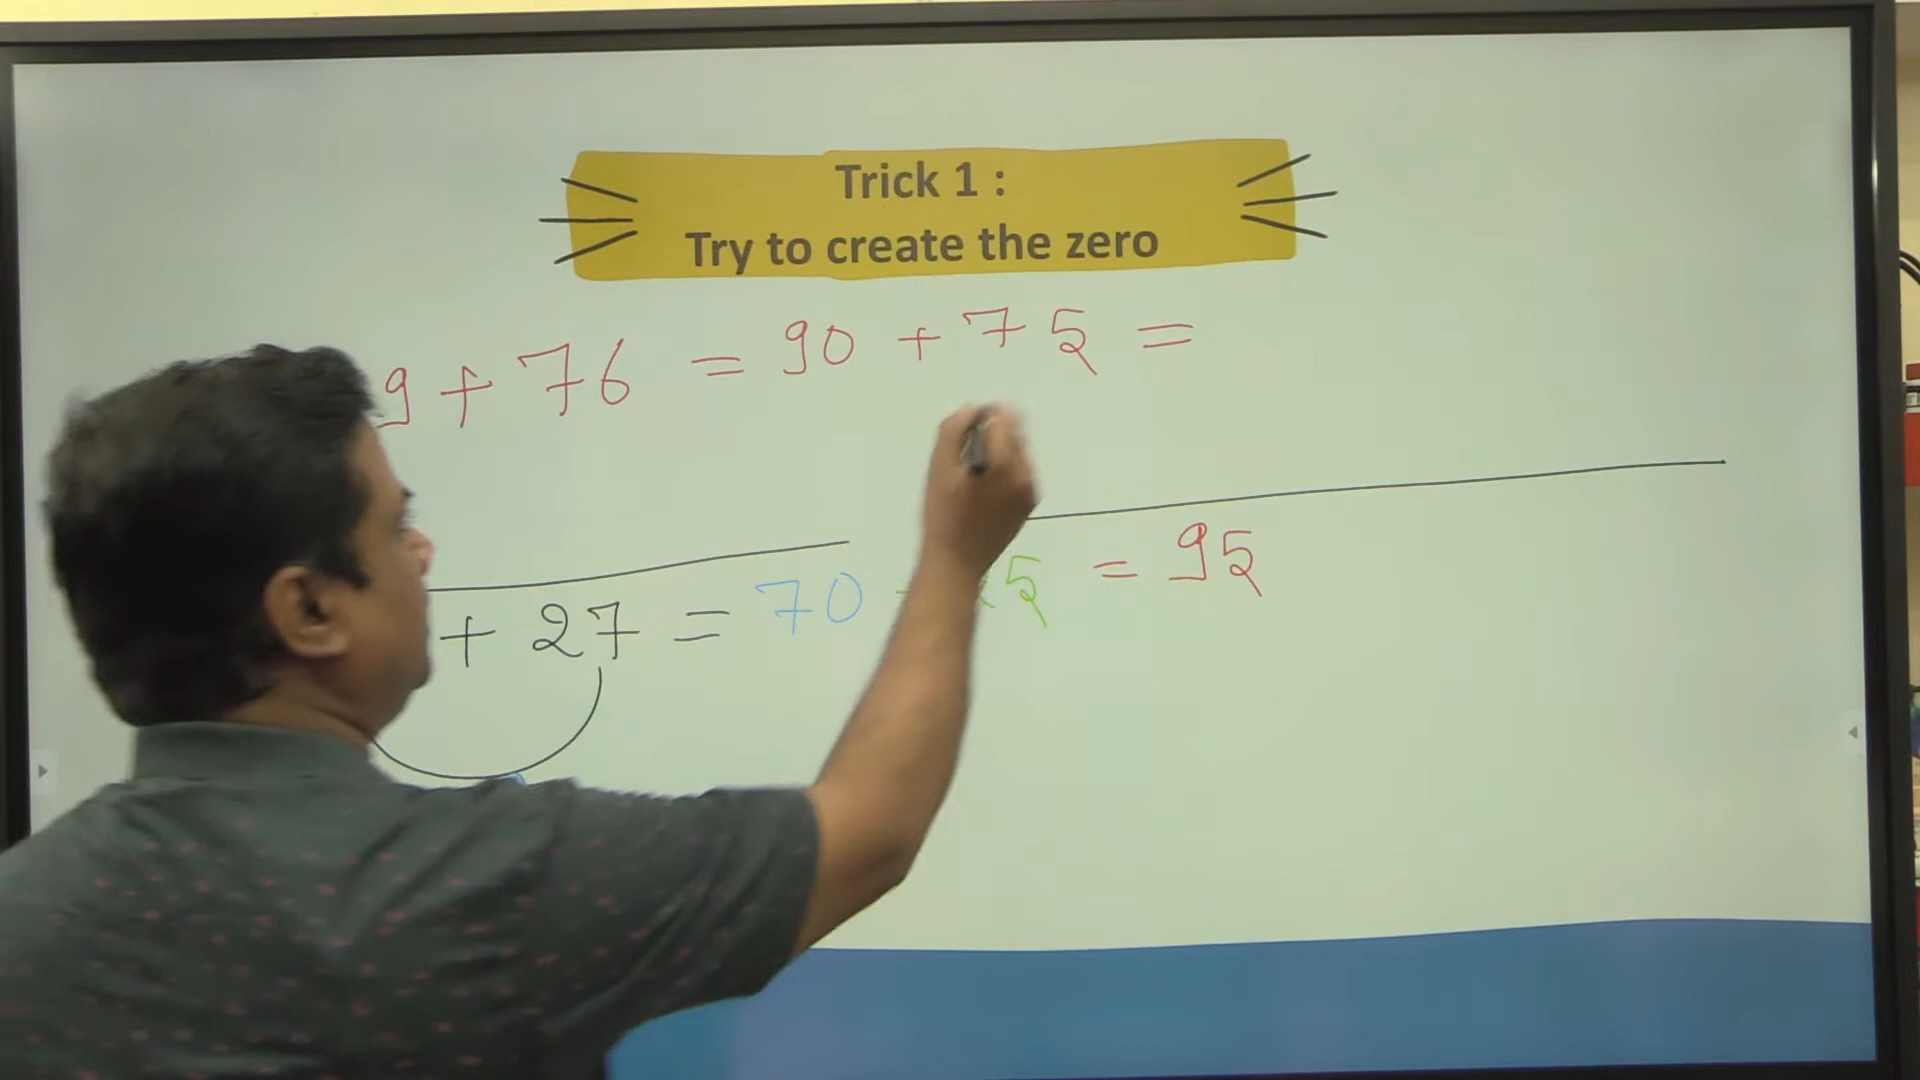 Trick 1 :
Try to create the zero
9 + 76 = 90 + 75 =
+ 27 = 70 25 = 95